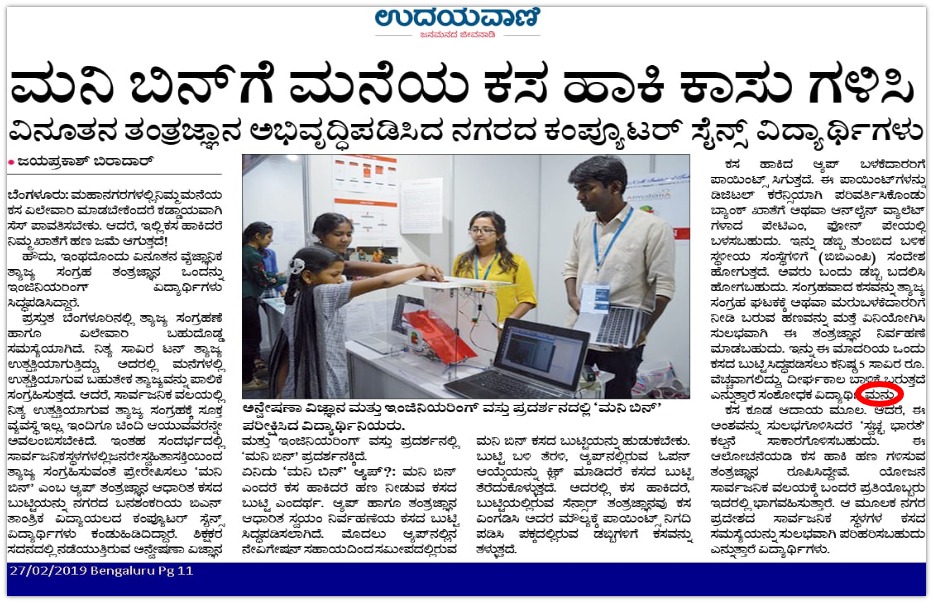 ಉದಯವಾಣಿ
ಜನಮನದ ಜೀವನಾಡಿ
ಮನಿ ಬಿನ್‌ಗೆ ಮನೆಯ ಕಸ ಹಾಕಿ ಕಾಸು ಗಳಿಸಿ
ವಿನೂತನ ತಂತ್ರಜ್ಞಾನ ಅಭಿವೃದ್ಧಿಪಡಿಸಿದ ನಗರದ ಕಂಪ್ಯೂಟರ್ ಸೈನ್ಸ್ ವಿದ್ಯಾರ್ಥಿಗಳು
• ಜಯಪ್ರಕಾಶ್ ಬಿರಾದಾರ್
ಬೆಂಗಳೂರು: ಮಹಾನಗರಗಳಲ್ಲಿ ನಿಮ್ಮ ಮನೆಯ
ಕಸ ವಿಲೇವಾರಿ ಮಾಡಬೇಕೆಂದರೆ ಕಡ್ಡಾಯವಾಗಿ
ಸೆಸ್ ಪಾವತಿಸಬೇಕು. ಆದರೆ, ಇಲ್ಲಿ ಕಸ ಹಾಕಿದರೆ
ನಿಮ್ಮ ಖಾತೆಗೆ ಹಣ ಜಮೆ ಆಗುತ್ತದೆ!
ಹೌದು, ಇಂಥದೊಂದು ವಿನೂತನ ವೈಜ್ಞಾನಿಕ
ತ್ಯಾಜ್ಯ ಸಂಗ್ರಹ ತಂತ್ರಜ್ಞಾನ ಒಂದನ್ನು
ಇಂಜಿನಿಯರಿಂಗ್ ವಿದ್ಯಾರ್ಥಿಗಳು
ಸಿದ್ಧಪಡಿಸಿದ್ದಾರೆ.
ಪ್ರಸ್ತುತ ಬೆಂಗಳೂರಿನಲ್ಲಿ ತ್ಯಾಜ್ಯ ಸಂಗ್ರಹಣೆ
ಹಾಗೂ ವಿಲೇವಾರಿ ಬಹುದೊಡ್ಡ
ಸಮಸ್ಯೆಯಾಗಿದೆ. ನಿತ್ಯ ಸಾವಿರ ಟನ್ ತ್ಯಾಜ್ಯ
ಉತ್ಪತ್ತಿಯಾಗುತ್ತಿದ್ದು, ಅದರಲ್ಲಿ ಮನೆಗಳಲ್ಲಿ
ಉತ್ಪತ್ತಿಯಾಗುವ ಬಹುತೇಕ ತ್ಯಾಜ್ಯವನ್ನು ಪಾಲಿಕೆ
ಸಂಗ್ರಹಿಸುತ್ತದೆ. ಆದರೆ, ಸಾರ್ವಜನಿಕ ವಲಯಲ್ಲಿ
ನಿತ್ಯ ಉತ್ಪತ್ತಿಯಾಗುವ ತ್ಯಾಜ್ಯ ಸಂಗ್ರಹಕ್ಕೆ ಸೂಕ್ತ
ವ್ಯವಸ್ಥೆ ಇಲ್ಲ. ಇಂದಿಗೂ ಚಿಂದಿ ಆಯುವವರನ್ನೇ
ಅವಲಂಬಿಸಬೇಕಿದೆ. ಇಂತಹ ಸಂದರ್ಭದಲ್ಲಿ
ಸಾರ್ವಜನಿಕ ಸ್ಥಳಗಳಲ್ಲಿ ಜನರೇ ಸ್ವಹಿತಾಸಕ್ತಿಯಿಂದ
ತ್ಯಾಜ್ಯ ಸಂಗ್ರಹಿಸುವಂತೆ ಪ್ರೇರೇಪಿಸಲು ‘ಮನಿ
ಬಿನ್’ ಎಂಬ ಆ್ಯಪ್ ತಂತ್ರಜ್ಞಾನ ಆಧಾರಿತ ಕಸದ
ಬುಟ್ಟಿಯನ್ನು ನಗರದ ಬನಶಂಕರಿಯ ಬಿಎನ್
ತಾಂತ್ರಿಕ ವಿದ್ಯಾಲಯದ ಕಂಪ್ಯೂಟರ್ ಸೈನ್ಸ್
ವಿದ್ಯಾರ್ಥಿಗಳು ಕಂಡುಹಿಡಿದಿದ್ದಾರೆ. ಶಿಕ್ಷಕರ
ಸದನದಲ್ಲಿ ನಡೆಯುತ್ತಿರುವ ಅನ್ವೇಷಣಾ ವಿಜ್ಞಾನ
ಅನ್ವೇಷಣಾ ವಿಜ್ಞಾನ ಮತ್ತು ಇಂಜಿನಿಯರಿಂಗ್ ವಸ್ತು ಪ್ರದರ್ಶನದಲ್ಲಿ ‘ಮನಿ ಬಿನ್’
ಪರೀಕ್ಷಿಸಿದ ವಿದ್ಯಾರ್ಥಿನಿಯರು.
ಮತ್ತು ಇಂಜಿನಿಯರಿಂಗ್ ವಸ್ತು ಪ್ರದರ್ಶನದಲ್ಲಿ
‘ಮನಿ ಬಿನ್’ ಪ್ರದರ್ಶನಕ್ಕಿದೆ.
ಏನಿದು ‘ಮನಿ ಬಿನ್’ ಆ್ಯಪ್?: ಮನಿ ಬಿನ್
ಎಂದರೆ ಕಸ ಹಾಕಿದರೆ ಹಣ ನೀಡುವ ಕಸದ
ಬುಟ್ಟಿ ಎಂದರ್ಥ. ಆ್ಯಪ್ ಹಾಗೂ ತಂತ್ರಜ್ಞಾನ
ಆಧಾರಿತ ಸ್ವಯಂ ನಿರ್ವಹಣೆಯ ಕಸದ ಬುಟ್ಟಿ
ಸಿದ್ಧಪಡಿಸಲಾಗಿದೆ. ಮೊದಲು ಆ್ಯಪ್‌ನಲ್ಲಿನ
ನೇವಿಗೇಷನ್ ಸಹಾಯದಿಂದ ಸಮೀಪದಲ್ಲಿರುವ
ಮನಿ ಬಿನ್ ಕಸದ ಬುಟ್ಟಿಯನ್ನು ಹುಡುಕಬೇಕು.
ಬುಟ್ಟಿ ಬಳಿ ತೆರಳಿ, ಆ್ಯಪ್‌ನಲ್ಲಿರುವ ಓಪನ್
ಆಯ್ಕೆಯನ್ನು ಕ್ಲಿಕ್ ಮಾಡಿದರೆ ಕಸದ ಬುಟ್ಟಿ
ತೆರೆದುಕೊಳ್ಳುತ್ತದೆ. ಅದರಲ್ಲಿ ಕಸ ಹಾಕಿದರೆ,
ಬುಟ್ಟಿಯಲ್ಲಿರುವ ಸೆನ್ಸಾರ್ ತಂತ್ರಜ್ಞಾನವು ಕಸ
ವಿಂಗಡಿಸಿ ಅದರ ಮೌಲ್ಯಕ್ಕೆ ಪಾಯಿಂಟ್ಸ್ ನಿಗದಿ
ಪಡಿಸಿ ಪಕ್ಕದಲ್ಲಿರುವ ಡಬ್ಬಗಳಿಗೆ ಕಸವನ್ನು
ತಳ್ಳುತ್ತದೆ.
ಕಸ ಹಾಕಿದ ಆ್ಯಪ್ ಬಳಕೆದಾರರಿಗೆ
ಪಾಯಿಂಟ್ಸ್ ಸಿಗುತ್ತದೆ. ಈ ಪಾಯಿಂಟ್‌ಗಳನ್ನು
ಡಿಜಿಟಲ್ ಕರೆನ್ಸಿಯಾಗಿ ಪರಿವರ್ತಿಸಿಕೊಂಡು
ಬ್ಯಾಂಕ್ ಖಾತೆಗೆ ಅಥವಾ ಆನ್‌ಲೈನ್ ವ್ಯಾಲೆಟ್
ಗಳಾದ ಪೇಟಿಎಂ, ಫೋನ್ ಪೇಯಲ್ಲಿ
ಬಳಸಬಹುದು. ಇನ್ನು ಡಬ್ಬ ತುಂಬಿದ ಬಳಿಕ
ಸ್ಥಳೀಯ ಸಂಸ್ಥೆಗಳಿಗೆ (ಬಿಬಿಎಂಪಿ) ಸಂದೇಶ
ಹೋಗುತ್ತದೆ. ಅವರು ಬಂದು ಡಬ್ಬಿ ಬದಲಿಸಿ
ಹೋಗಬಹುದು. ಸಂಗ್ರಹವಾದ ಕಸವನ್ನು ತ್ಯಾಜ್ಯ
ಸಂಗ್ರಹ ಘಟಕಕ್ಕೆ ಅಥವಾ ಮರುಬಳಕೆದಾರರಿಗೆ
ನೀಡಿ ಬರುವ ಹಣವನ್ನು ಮತ್ತೆ ವಿನಿಯೋಗಿಸಿ
ಸುಲಭವಾಗಿ ಈ ತಂತ್ರಜ್ಞಾನ ನಿರ್ವಹಣೆ
ಮಾಡಬಹುದು. ಇನ್ನು ಈ ಮಾದರಿಯ ಒಂದು
ಕಸದ ಬುಟ್ಟಿ ಸಿದ್ಧಪಡಿಸಲು ಕನಿಷ್ಠ 5 ಸಾವಿರ ರೂ.
ವೆಚ್ಚವಾಗಲಿದ್ದು, ದೀರ್ಘಕಾಲ ಬಾಳಿಕೆ ಬರುತ್ತದೆ
ಎನ್ನುತ್ತಾರೆ ಸಂಶೋಧಕ ವಿದ್ಯಾರ್ಥಿ ಮನು.
ಕಸ ಕೂಡ ಆದಾಯ ಮೂಲ. ಆದರೆ, ಈ
ಅಂಶವನ್ನು ಸುಲಭಗೊಳಿಸಿದರೆ ‘ಸ್ವಚ್ಛ ಭಾರತ’
ಕಲ್ಪನೆ ಸಾಕಾರಗೊಳಿಸಬಹುದು. ಈ
ಆಲೋಚನೆಯಡಿ ಕಸ ಹಾಕಿ ಹಣ ಗಳಿಸುವ
ತಂತ್ರಜ್ಞಾನ ರೂಪಿಸಿದ್ದೇವೆ. ಯೋಜನೆ
ಸಾರ್ವಜನಿಕ ವಲಯಕ್ಕೆ ಬಂದರೆ ಪ್ರತಿಯೊಬ್ಬರು
ಇದರಲ್ಲಿ ಭಾಗವಹಿಸುತ್ತಾರೆ. ಆ ಮೂಲಕ ನಗರ
ಪ್ರದೇಶದ ಸಾರ್ವಜನಿಕ ಸ್ಥಳಗಳ ಕಸದ
ಸಮಸ್ಯೆಯನ್ನು ಸುಲಭವಾಗಿ ಪರಿಹರಿಸಬಹುದು
ಎನ್ನುತ್ತಾರೆ ವಿದ್ಯಾರ್ಥಿಗಳು.
27/02/2019 Bengaluru Pg 11